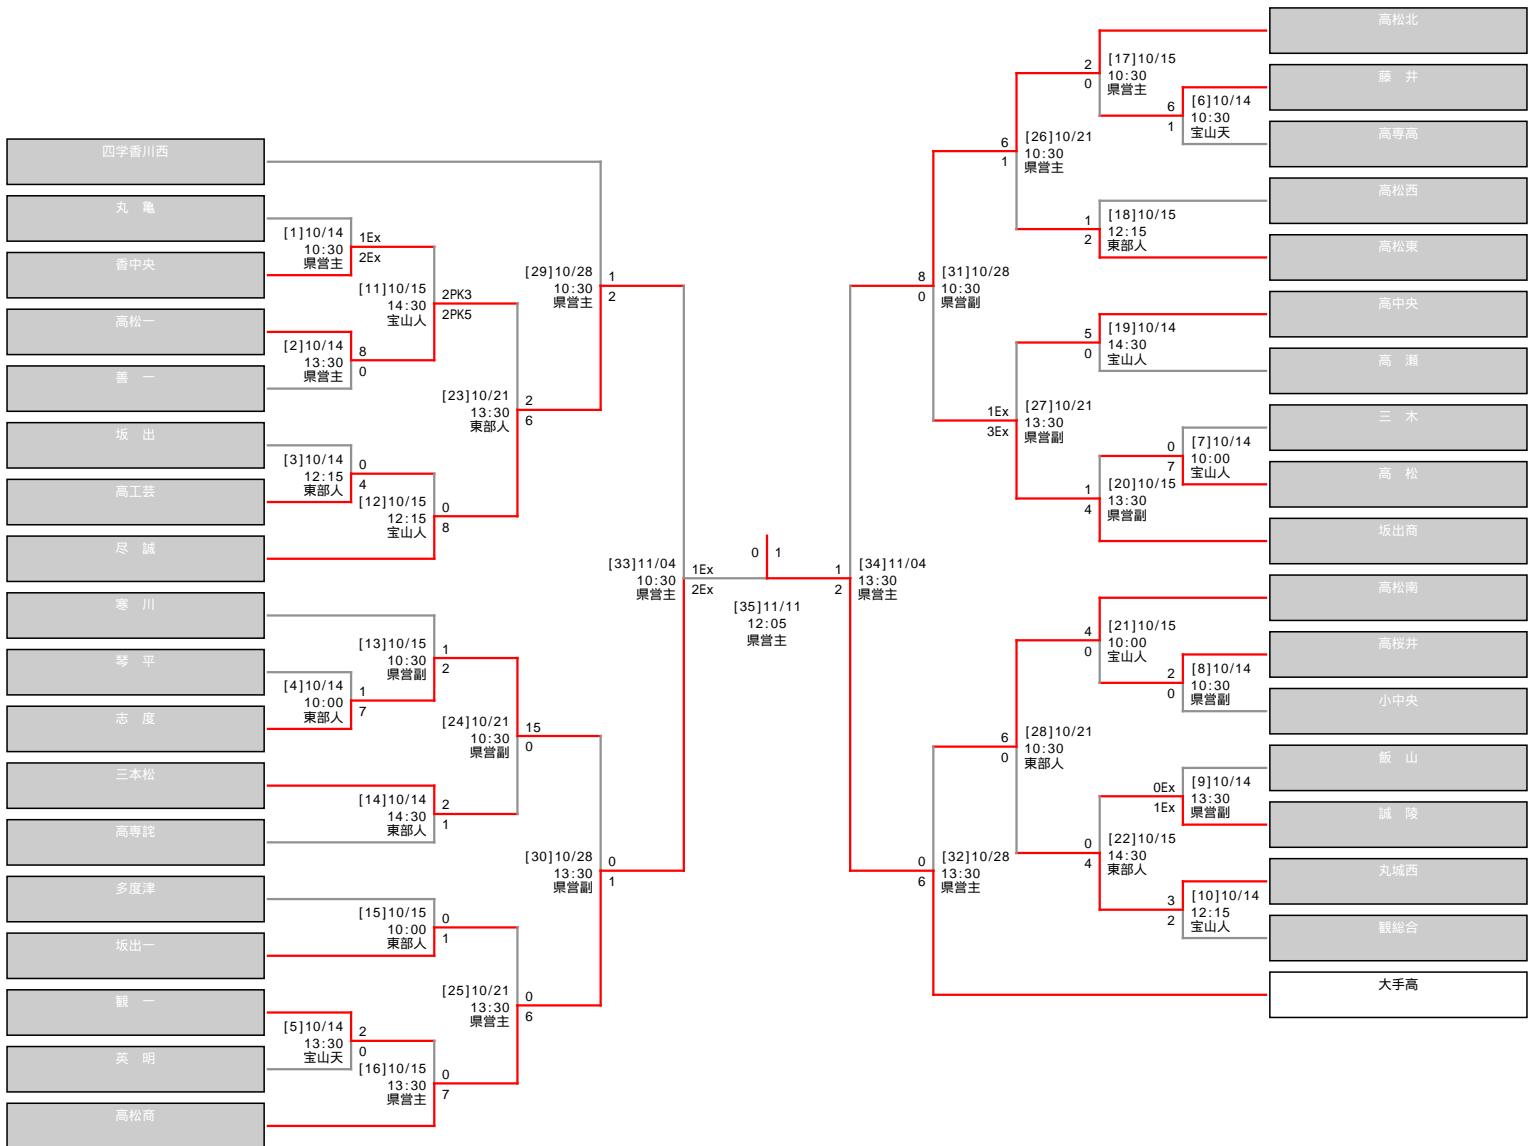 四学香川西
丸　亀
香中央
高松一
善　一
坂　出
高工芸
尽　誠
寒　川
琴　平
志　度
三本松
高専詫
多度津
坂出一
観　一
英　明
高松商
[1]10/14
10:30
県営主
1Ex
2Ex
[2]10/14
13:30
県営主
8
0
[3]10/14
12:15
東部人
0
4
[4]10/14
10:00
東部人
1
7
[5]10/14
13:30
宝山天
2
0
[11]10/15
14:30
宝山人
2PK3
2PK5
[12]10/15
12:15
宝山人
0
8
[13]10/15
10:30
県営副
1
2
[14]10/14
14:30
東部人
2
1
[15]10/15
10:00
東部人
0
1
[16]10/15
13:30
県営主
0
7
[23]10/21
13:30
東部人
2
6
[24]10/21
10:30
県営副
15
0
[25]10/21
13:30
県営主
0
6
[29]10/28
10:30
県営主
1
2
[30]10/28
13:30
県営副
0
1
[33]11/04
10:30
県営主
1Ex
2Ex
0
1
[35]11/11
12:05
県営主
1
2
[34]11/04
13:30
県営主
8
0
[31]10/28
10:30
県営副
0
6
[32]10/28
13:30
県営主
6
1
[26]10/21
10:30
県営主
1Ex
3Ex
[27]10/21
13:30
県営副
6
0
[28]10/21
10:30
東部人
2
0
[17]10/15
10:30
県営主
1
2
[18]10/15
12:15
東部人
5
0
[19]10/14
14:30
宝山人
1
4
[20]10/15
13:30
県営副
4
0
[21]10/15
10:00
宝山人
0
4
[22]10/15
14:30
東部人
6
1
[6]10/14
10:30
宝山天
0
7
[7]10/14
10:00
宝山人
2
0
[8]10/14
10:30
県営副
0Ex
1Ex
[9]10/14
13:30
県営副
3
2
[10]10/14
12:15
宝山人
高松北
藤　井
高専高
高松西
高松東
高中央
高　瀬
三　木
高　松
坂出商
高松南
高桜井
小中央
飯　山
誠　陵
丸城西
観総合
大手高